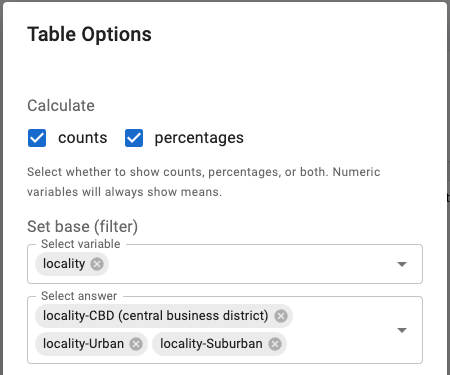 Table Options
Calculate
counts percentages
Select whether to show counts, percentages, or both. Numeric
variables will always show means.
Set base (filter)
Select variable
locality
Select answer
locality-CBD (central business district)
locality-Urban locality-Suburban